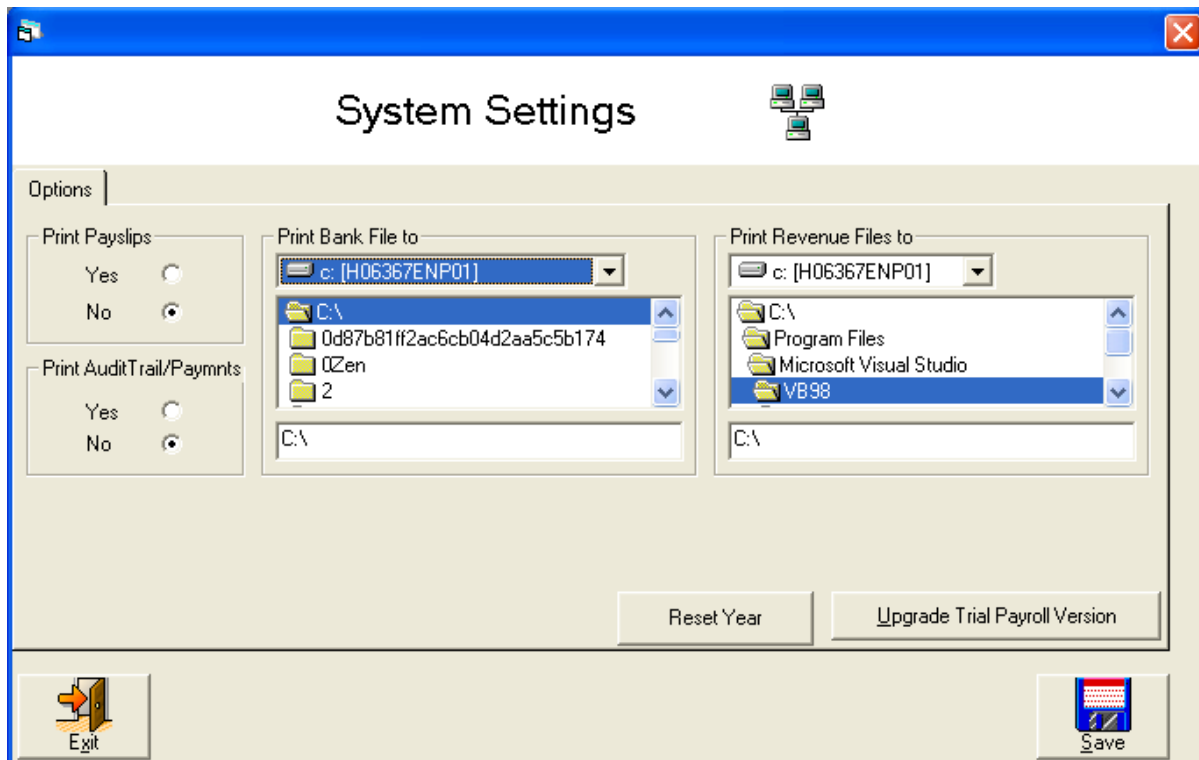 System Settings
Options
Print Payslips
Yes
No
Print AuditTrail/Paymnts
Yes
No
Print Bank File to
c: [H06367ENP01]
C:\
0d87b81ff2ac6cb04d2aa5c5b174
0Zen
2
C:\
Print Revenue Files to
c: [H06367ENP01]
C:\
Program Files
Microsoft Visual Studio
VB98
C:\
Reset Year
Upgrade Trial Payroll Version
Exit
Save